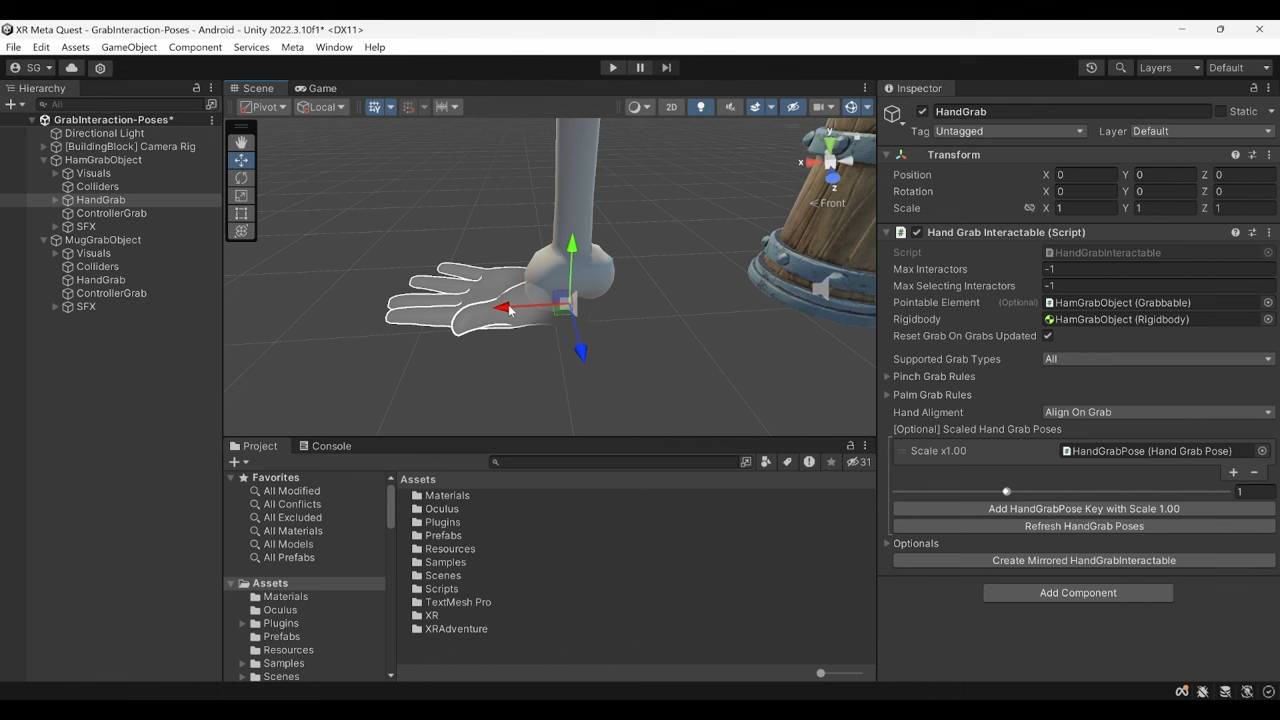 XR Meta Quest - GrabInteraction-Poses - Android - Unity 2022.3.10f1* <DX11>
File Edit Assets GameObject Component Services Meta Window Help
SG Layers Default
Hierarchy
All
GrabInteraction-Poses*
Directional Light
[BuildingBlock] Camera Rig
HamGrabObject
Visuals
Colliders
HandGrab
ControllerGrab
SFX
MugGrabObject
Visuals
Colliders
HandGrab
ControllerGrab
SFX
Scene Game
Pivot Local 2D
y
x
z
Front
Project Console
31
Favorites
All Modified
All Conflicts
All Excluded
All Materials
All Models
All Prefabs
Assets
Materials
Oculus
Plugins
Prefabs
Resources
Samples
Scenes
Assets
Materials
Oculus
Plugins
Prefabs
Resources
Samples
Scenes
Scripts
TextMesh Pro
XR
XRAdventure
Inspector
HandGrab Static
Tag Untagged Layer Default
Transform
Position X 0 Y 0 Z 0
Rotation X 0 Y 0 Z 0
Scale X 1 Y 1 Z 1
Hand Grab Interactable (Script)
Script HandGrabInteractable
Max Interactors -1
Max Selecting Interactors -1
Pointable Element (Optional) HamGrabObject (Grabbable)
Rigidbody HamGrabObject (Rigidbody)
Reset Grab On Grabs Updated
Supported Grab Types All
Pinch Grab Rules
Palm Grab Rules
Hand Aligment Align On Grab
[Optional] Scaled Hand Grab Poses
Scale x1.00 HandGrabPose (Hand Grab Pose)
+ -
1
Add HandGrabPose Key with Scale 1.00
Refresh HandGrab Poses
Optionals
Create Mirrored HandGrabInteractable
Add Component